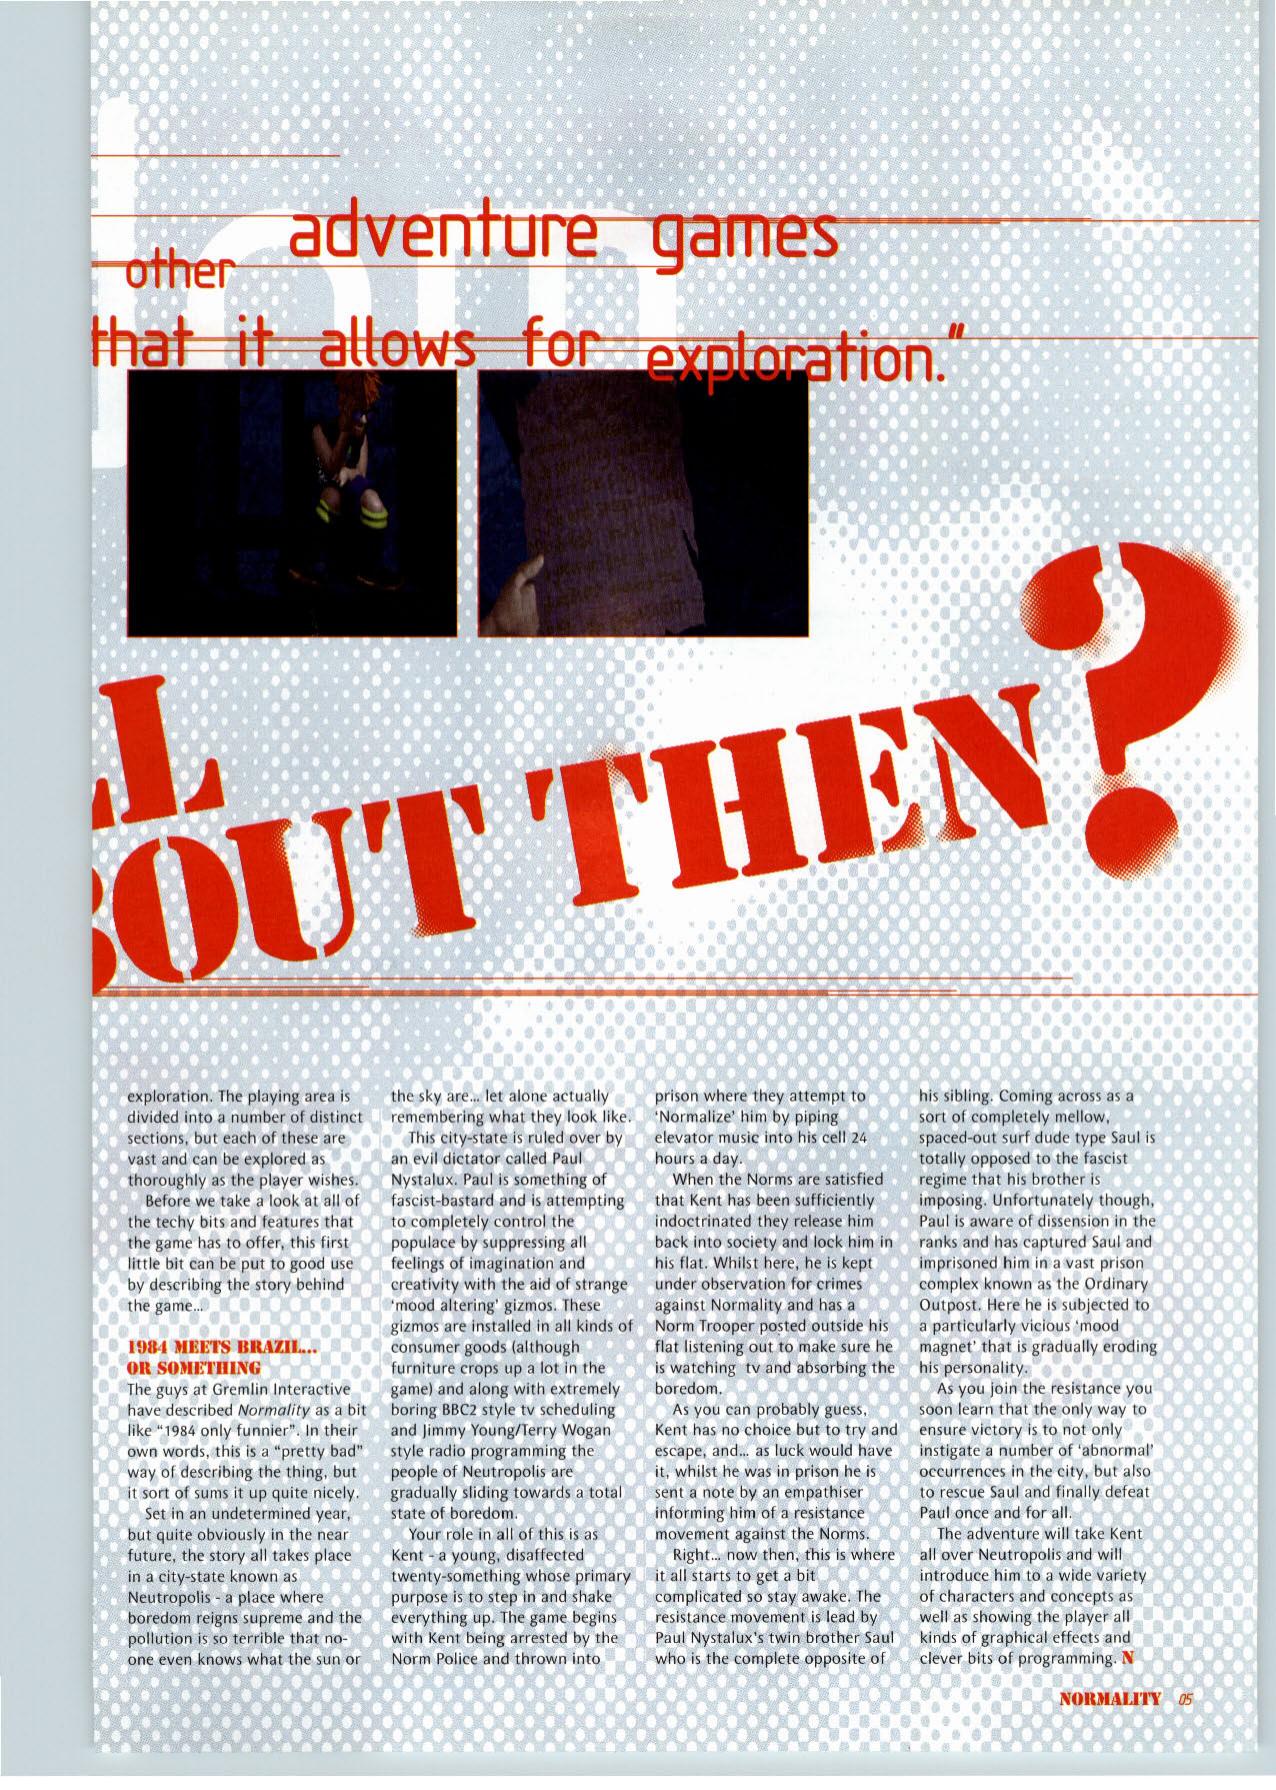 adventure games
other
that it allows for exploration."
LL
BOUT THEN?
exploration. The playing area is
divided into a number of distinct
sections, but each of these are
vast and can be explored as
thoroughly as the player wishes.
Before we take a look at all of
the techy bits and features that
the game has to offer, this first
little bit can be put to good use
by describing the story behind
the game...
1984 MEETS BRAZIL...
OR SOMETHING
The guys at Gremlin Interactive
have described Normality as a bit
like "1984 only funnier". In their
own words, this is a "pretty bad"
way of describing the thing, but
it sort of sums it up quite nicely.
Set in an undetermined year,
but quite obviously in the near
future, the story all takes place
in a city-state known as
Neutropolis - a place where
boredom reigns supreme and the
pollution is so terrible that no-
one even knows what the sun or
the sky are... let alone actually
remembering what they look like.
This city-state is ruled over by
an evil dictator called Paul
Nystalux. Paul is something of
fascist-bastard and is attempting
to completely control the
populace by suppressing all
feelings of imagination and
creativity with the aid of strange
'mood altering' gizmos. These
gizmos are installed in all kinds of
consumer goods (although
furniture crops up a lot in the
game) and along with extremely
boring BBC2 style tv scheduling
and Jimmy Young/Terry Wogan
style radio programming the
people of Neutropolis are
gradually sliding towards a total
state of boredom.
Your role in all of this is as
Kent - a young, disaffected
twenty-something whose primary
purpose is to step in and shake
everything up. The game begins
with Kent being arrested by the
Norm Police and thrown into
prison where they attempt to
'Normalize' him by piping
elevator music into his cell 24
hours a day.
When the Norms are satisfied
that Kent has been sufficiently
indoctrinated they release him
back into society and lock him in
his flat. Whilst here, he is kept
under observation for crimes
against Normality and has a
Norm Trooper posted outside his
flat listening out to make sure he
is watching tv and absorbing the
boredom.
As you can probably guess,
Kent has no choice but to try and
escape, and... as luck would have
it, whilst he was in prison he is
sent a note by an empathiser
informing him of a resistance
movement against the Norms.
Right... now then, this is where
it all starts to get a bit
complicated so stay awake. The
resistance movement is lead by
Paul Nystalux's twin brother Saul
who is the complete opposite of
his sibling. Coming across as a
sort of completely mellow,
spaced-out surf dude type Saul is
totally opposed to the fascist
regime that his brother is
imposing. Unfortunately though,
Paul is aware of dissension in the
ranks and has captured Saul and
imprisoned him in a vast prison
complex known as the Ordinary
Outpost. Here he is subjected to
a particularly vicious 'mood
magnet' that is gradually eroding
his personality.
As you join the resistance you
soon learn that the only way to
ensure victory is to not only
instigate a number of 'abnormal'
occurrences in the city, but also
to rescue Saul and finally defeat
Paul once and for all.
The adventure will take Kent
all over Neutropolis and will
introduce him to a wide variety
of characters and concepts as
well as showing the player all
kinds of graphical effects and
clever bits of programming. N
NORMALITY 05